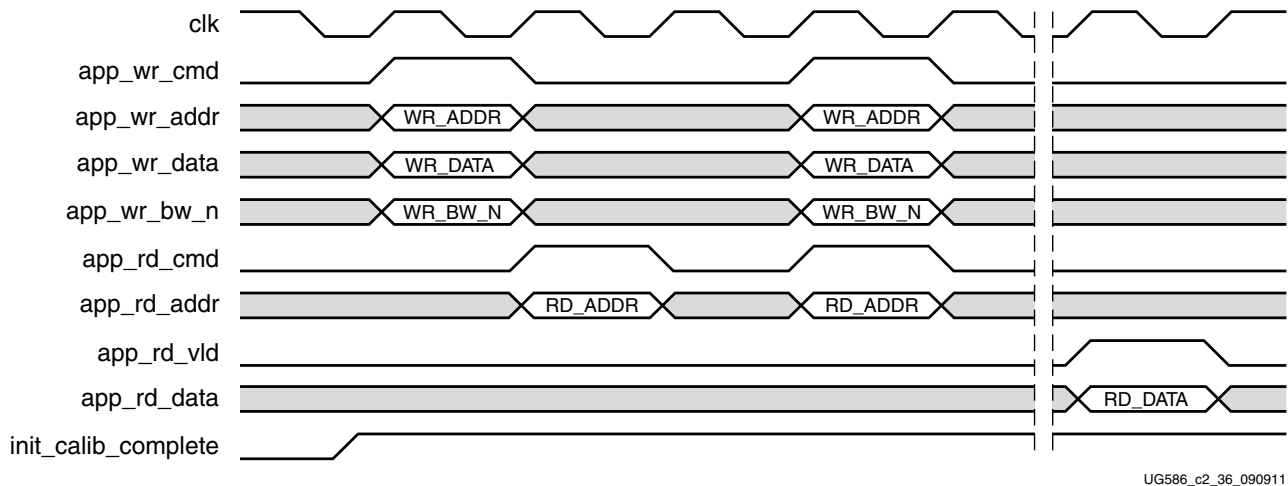 clk
app_wr_cmd
app_wr_addr WR_ADDR WR_ADDR
app_wr_data WR_DATA WR_DATA
app_wr_bw_n WR_BW_N WR_BW_N
app_rd_cmd
app_rd_addr RD_ADDR RD_ADDR
app_rd_vld
app_rd_data RD_DATA
init_calib_complete
UG586_c2_36_090911